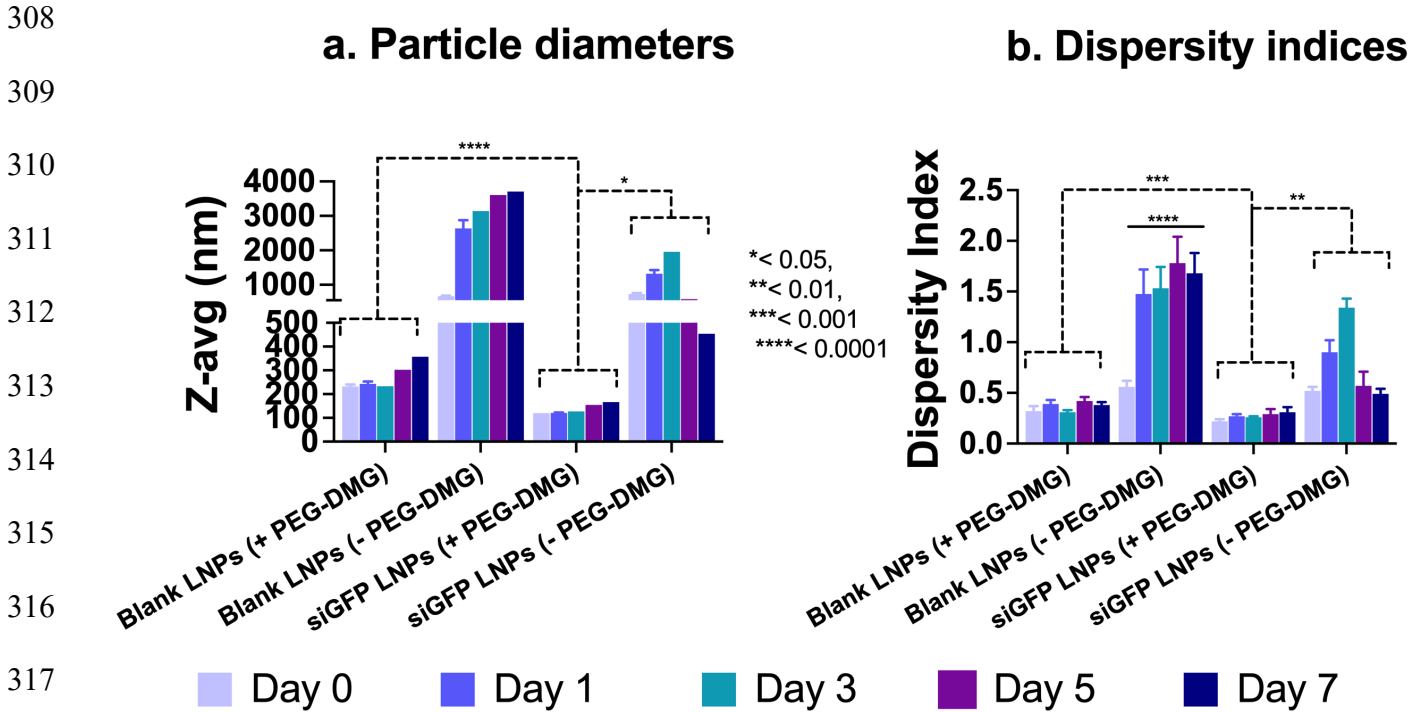 308
a. Particle diameters
b. Dispersity indices
309
310
****
*
4000
3000
2000
1000
500
400
300
200
100
0
Z-avg (nm)
*< 0.05,
**< 0.01,
***< 0.001
****< 0.0001
***
**
****
2.5
2.0
1.5
1.0
0.5
0.0
Dispersity Index
311
312
313
314
Blank LNPs (+ PEG-DMG)
Blank LNPs (- PEG-DMG)
siGFP LNPs (+ PEG-DMG)
siGFP LNPs (- PEG-DMG)
Blank LNPs (+ PEG-DMG)
Blank LNPs (- PEG-DMG)
siGFP LNPs (+ PEG-DMG)
siGFP LNPs (- PEG-DMG)
315
316
317
Day 0
Day 1
Day 3
Day 5
Day 7